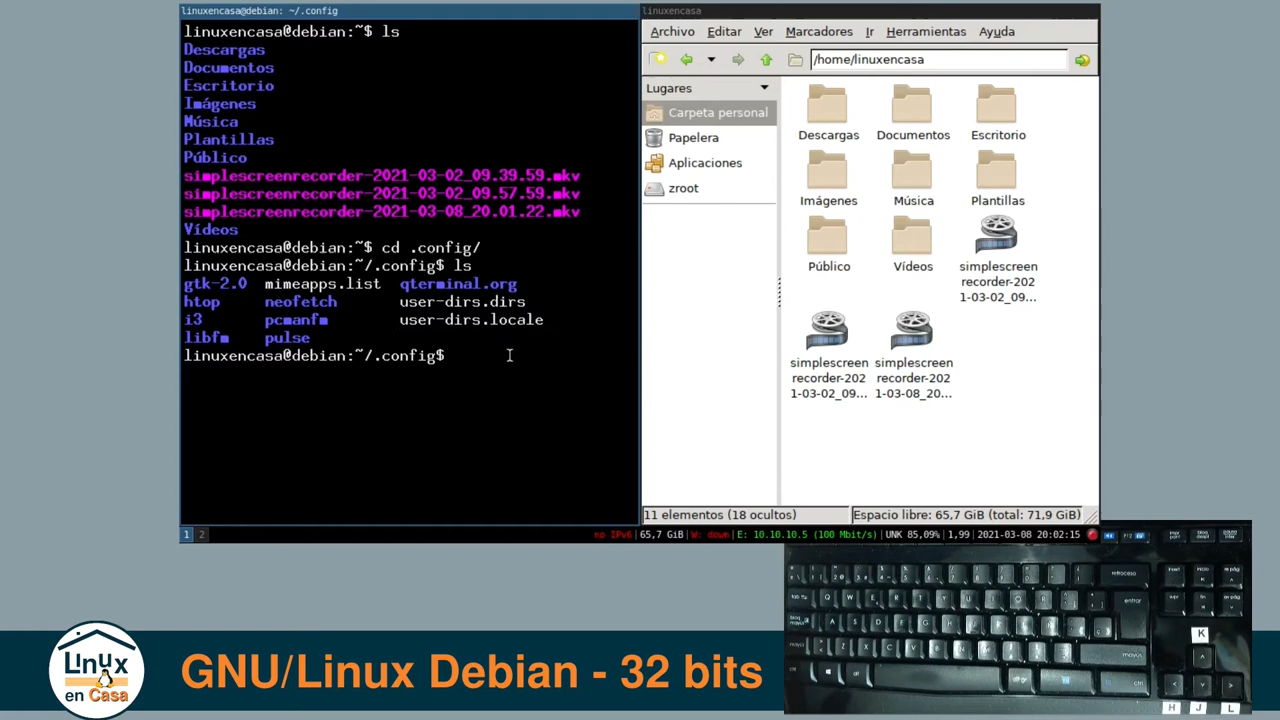 linuxencasa@debian: ~/.config
linuxencasa@debian:~$ ls
Descargas
Documentos
Escritorio
Imágenes
Música
Plantillas
Público
simplescreenrecorder-2021-03-02_09.39.59.mkv
simplescreenrecorder-2021-03-02_09.57.59.mkv
simplescreenrecorder-2021-03-08_20.01.22.mkv
Vídeos
linuxencasa@debian:~$ cd .config/
linuxencasa@debian:~/.config$ ls
gtk-2.0 mimeapps.list qterminal.org
htop neofetch user-dirs.dirs
i3 pcmanfm user-dirs.locale
libfm pulse
linuxencasa@debian:~/.config$
linuxencasa
Archivo Editar Ver Marcadores Ir Herramientas Ayuda
/home/linuxencasa
Lugares
Carpeta personal
Papelera
Aplicaciones
zroot
Descargas Documentos Escritorio
Imágenes Música Plantillas
Público Vídeos simplescreen
recorder-202
1-03-02_09...
simplescreen simplescreen
recorder-202 recorder-202
1-03-02_09... 1-03-08_20...
11 elementos (18 ocultos) Espacio libre: 65,7 GiB (total: 71,9 GiB)
1 2 no IPv6 65,7 GiB W: down E: 10.10.10.5 (100 Mbit/s) UNK 85,09% 1,99 2021-03-08 20:02:15
retroceso
entrar
mayús
ctrl
K
H J L
Linux
en Casa
GNU/Linux Debian - 32 bits